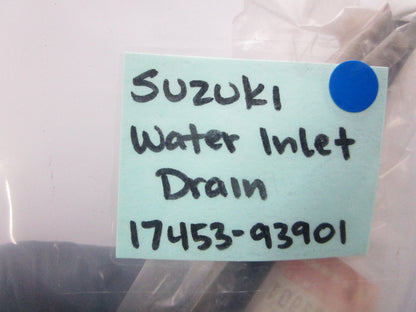 SUZUKI
Water Inlet
Drain
17453-93901